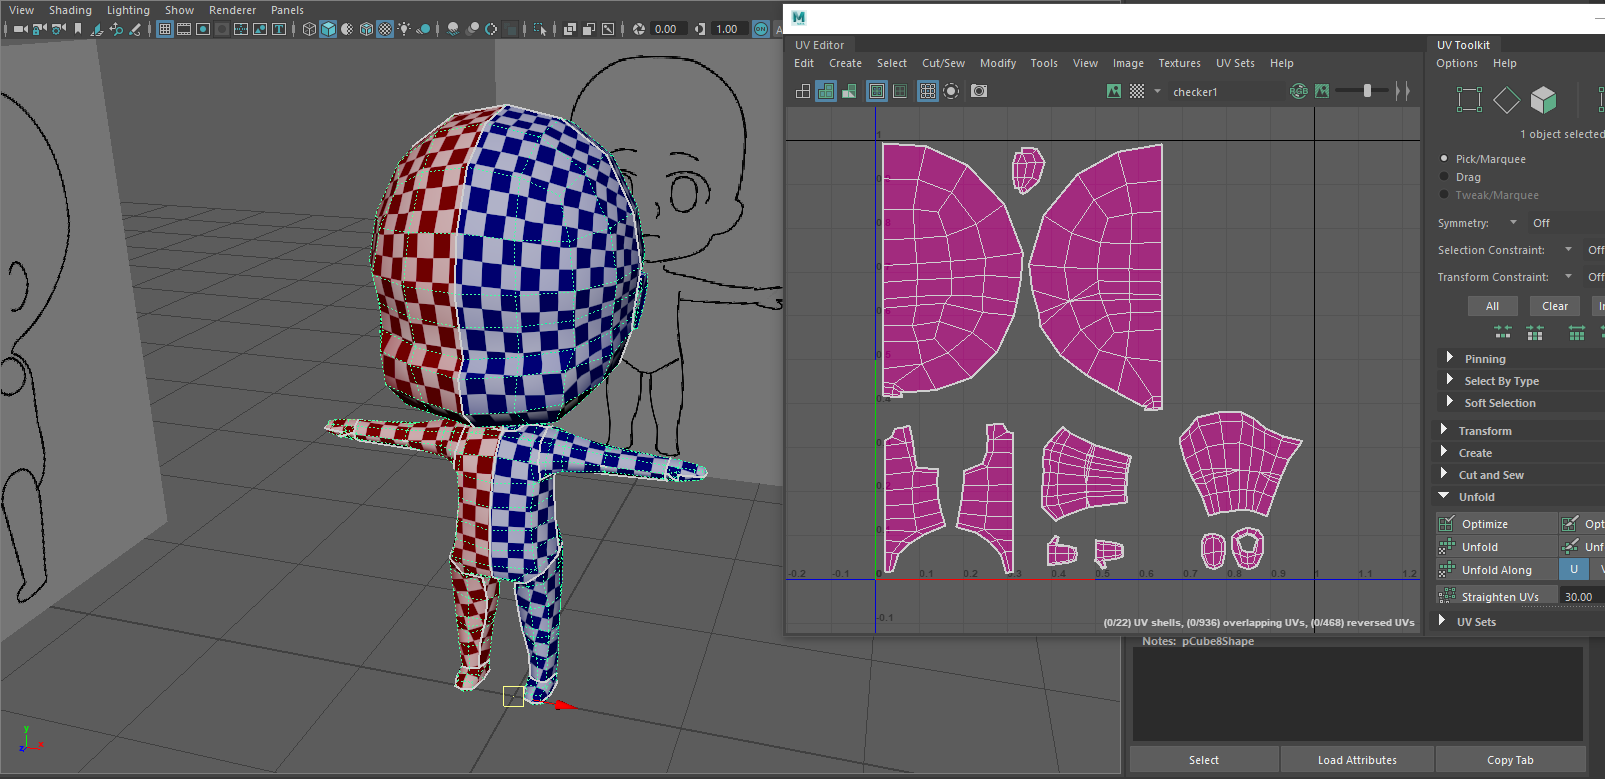 View Shading Lighting Show Renderer Panels
0.00 1.00 ON
M
UV Editor
Edit Create Select Cut/Sew Modify Tools View Image Textures UV Sets Help
checker1
UV Toolkit
Options Help
1 object selected
Pick/Marquee
Drag
Tweak/Marquee
Symmetry: Off
Selection Constraint: Off
Transform Constraint: Off
All Clear In
Pinning
Select By Type
Soft Selection
Transform
Create
Cut and Sew
Unfold
Optimize Opt
Unfold Unf
Unfold Along U V
Straighten UVs 30.00
UV Sets
1
-0.2 -0.1 0 0.1 0.2 0.3 0.4 0.5 0.6 0.7 0.8 0.9 1 1.1 1.2
-0.1
(0/22) UV shells, (0/936) overlapping UVs, (0/468) reversed UVs
Notes: pCube8Shape
Select Load Attributes Copy Tab
y
z x